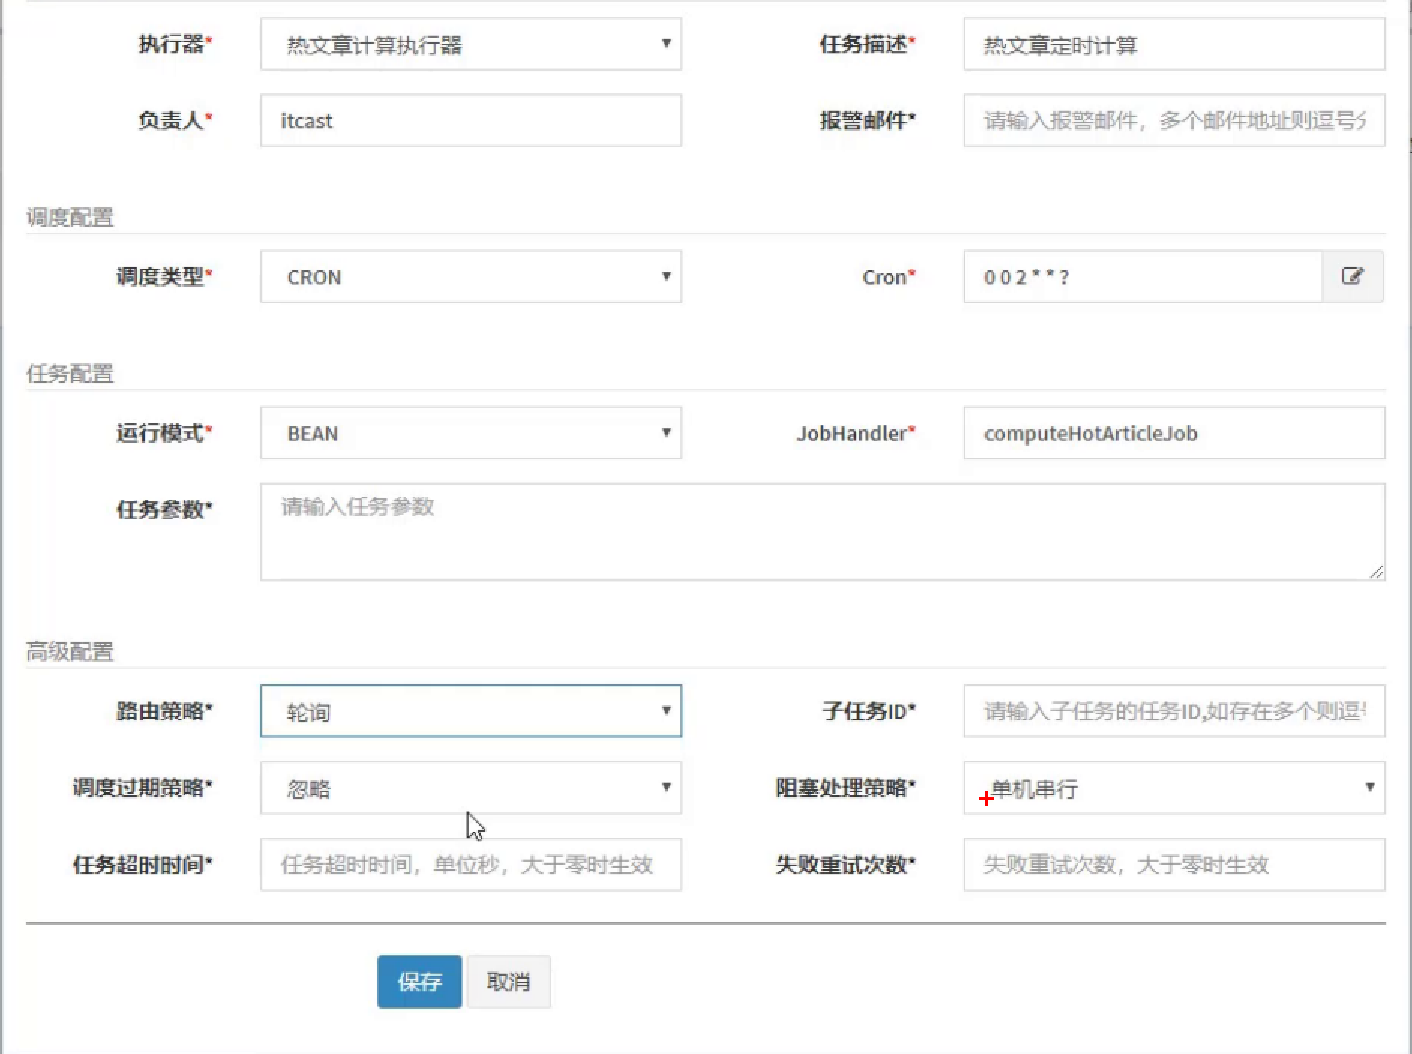 执行器* 热文章计算执行器 任务描述* 热文章定时计算
负责人* itcast 报警邮件* 请输入报警邮件，多个邮件地址则逗号分
调度配置
调度类型* CRON Cron* 0 0 2 * * ?
任务配置
运行模式* BEAN JobHandler* computeHotArticleJob
任务参数* 请输入任务参数
高级配置
路由策略* 轮询 子任务ID* 请输入子任务的任务ID,如存在多个则逗号
调度过期策略* 忽略 阻塞处理策略* 单机串行
任务超时时间* 任务超时时间，单位秒，大于零时生效 失败重试次数* 失败重试次数，大于零时生效
保存 取消